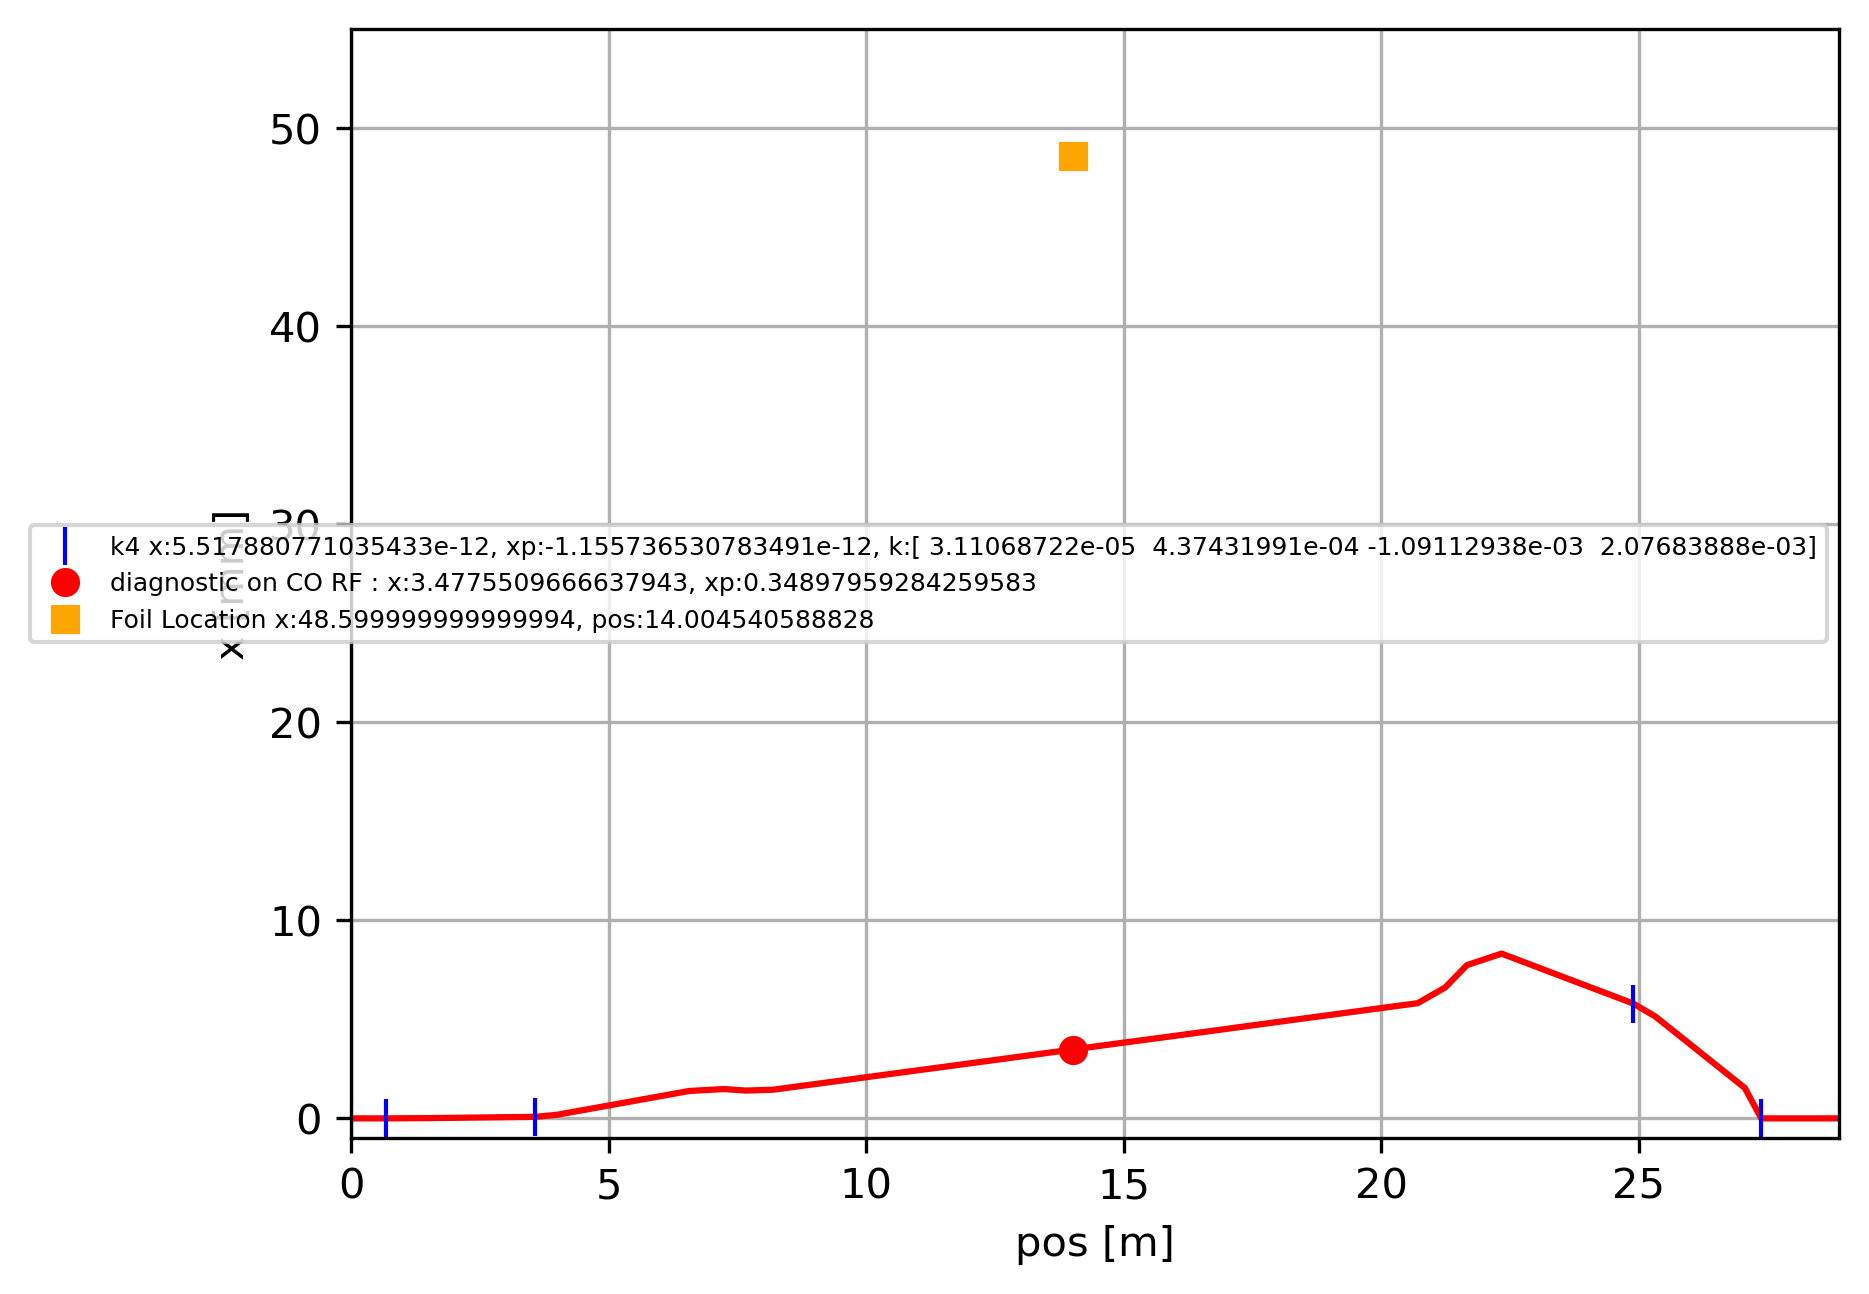 50
40
30
20
10
0
x [mm]
k4 x:5.517880771035433e-12, xp:-1.155736530783491e-12, k:[ 3.11068722e-05  4.37431991e-04 -1.09112938e-03  2.07683888e-03]
diagnostic on CO RF : x:3.4775509666637943, xp:0.34897959284259583
Foil Location x:48.599999999999994, pos:14.004540588828
0 5 10 15 20 25
pos [m]